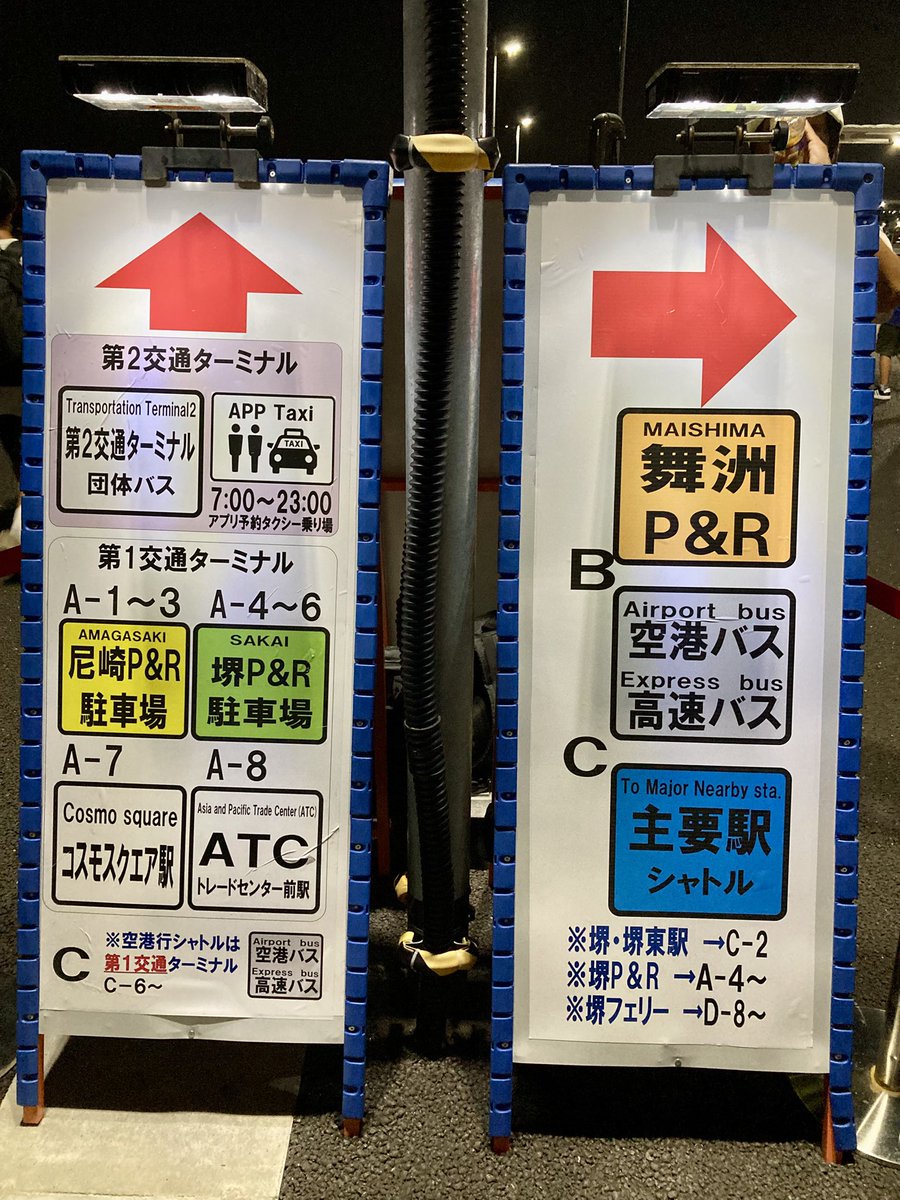 第2交通ターミナル
Transportation Terminal2
第2交通ターミナル
団体バス
APP Taxi
TAXI
7:00〜23:00
アプリ予約タクシー乗り場
第1交通ターミナル
A-1〜3
AMAGASAKI
尼崎P&R
駐車場
A-4〜6
SAKAI
堺P&R
駐車場
A-7
Cosmo square
コスモスクエア駅
A-8
Asia and Pacific Trade Center (ATC)
ATC
トレードセンター前駅
C
※空港行シャトルは
第1交通ターミナル
C-6〜
Airport bus
空港バス
Express bus
高速バス
MAISHIMA
舞洲
P&R
B
Airport bus
空港バス
Express bus
高速バス
C
To Major Nearby sta.
主要駅
シャトル
※堺・堺東駅 →C-2
※堺P&R →A-4〜
※堺フェリー →D-8〜